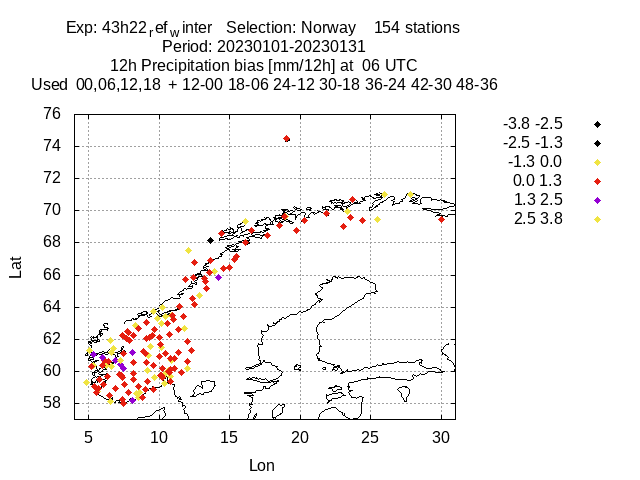 Exp: 43h22refwinter Selection: Norway 154 stations
Period: 20230101-20230131
12h Precipitation bias [mm/12h] at 06 UTC
Used 00,06,12,18 + 12-00 18-06 24-12 30-18 36-24 42-30 48-36
-3.8 -2.5
-2.5 -1.3
-1.3 0.0
0.0 1.3
1.3 2.5
2.5 3.8
76
74
72
70
68
66
64
62
60
58
Lat
5 10 15 20 25 30
Lon